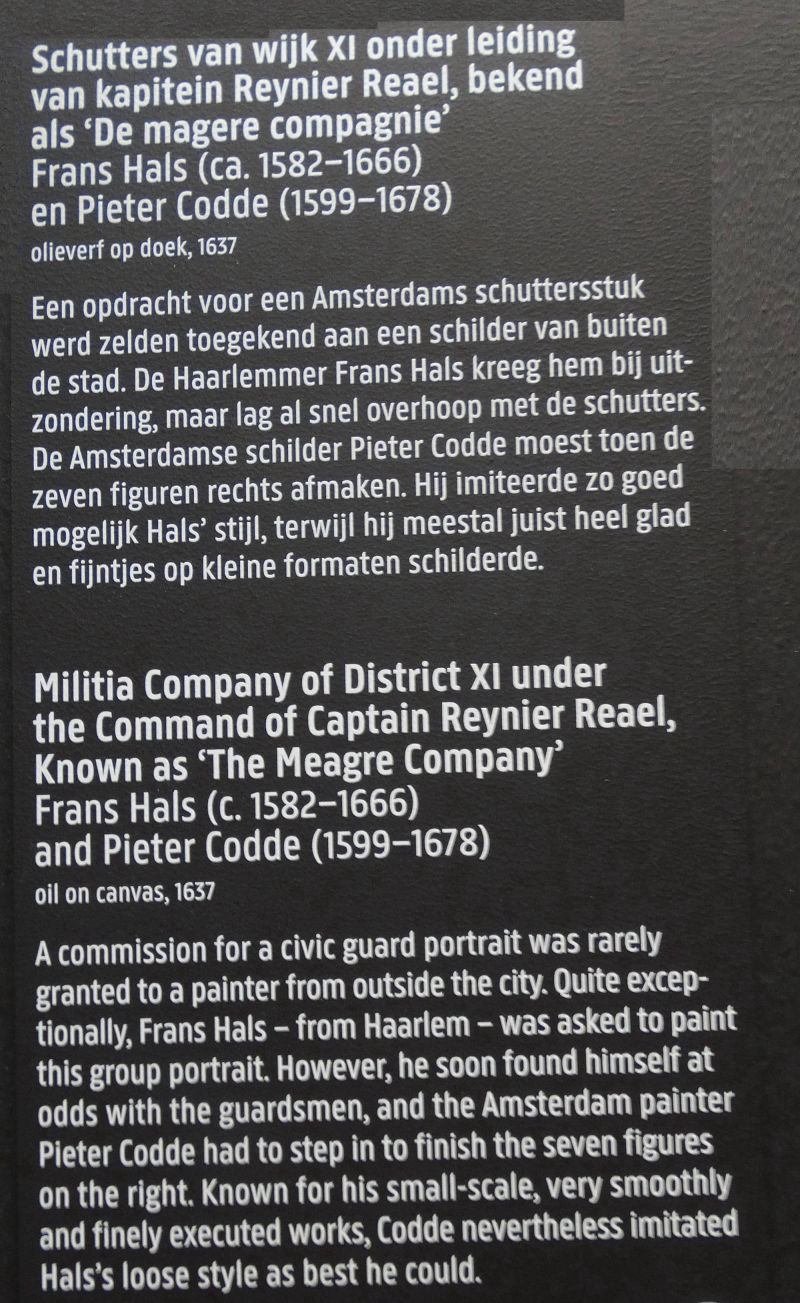 Schutters van wijk XI onder leiding
van kapitein Reynier Reael, bekend
als ‘De magere compagnie’
Frans Hals (ca. 1582–1666)
en Pieter Codde (1599–1678)
olieverf op doek, 1637
Een opdracht voor een Amsterdams schuttersstuk
werd zelden toegekend aan een schilder van buiten
de stad. De Haarlemmer Frans Hals kreeg hem bij uit-
zondering, maar lag al snel overhoop met de schutters.
De Amsterdamse schilder Pieter Codde moest toen de
zeven figuren rechts afmaken. Hij imiteerde zo goed
mogelijk Hals’ stijl, terwijl hij meestal juist heel glad
en fijntjes op kleine formaten schilderde.
Militia Company of District XI under
the Command of Captain Reynier Reael,
Known as ‘The Meagre Company’
Frans Hals (c. 1582–1666)
and Pieter Codde (1599–1678)
oil on canvas, 1637
A commission for a civic guard portrait was rarely
granted to a painter from outside the city. Quite excep-
tionally, Frans Hals – from Haarlem – was asked to paint
this group portrait. However, he soon found himself at
odds with the guardsmen, and the Amsterdam painter
Pieter Codde had to step in to finish the seven figures
on the right. Known for his small-scale, very smoothly
and finely executed works, Codde nevertheless imitated
Hals’s loose style as best he could.